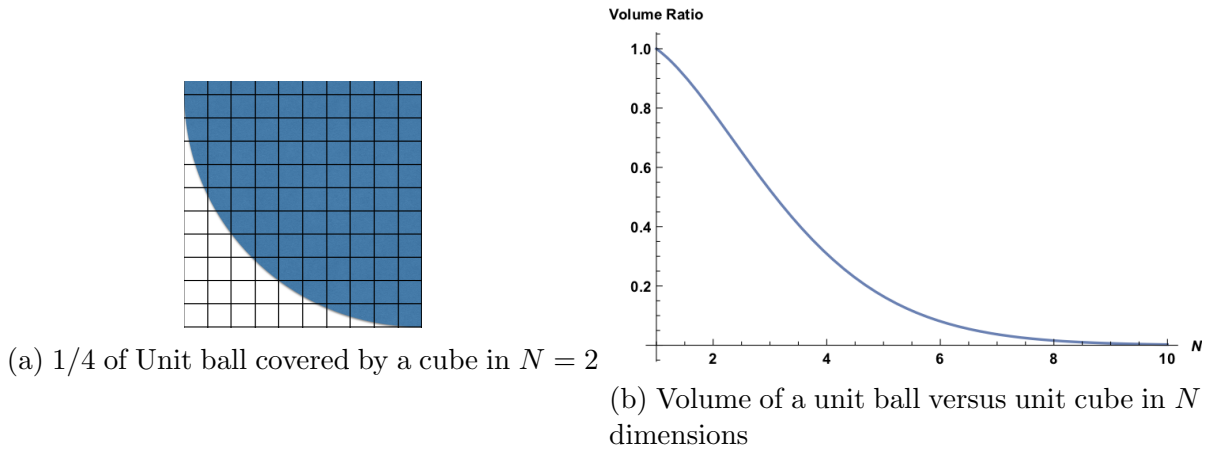 Volume Ratio
1.0
0.8
0.6
0.4
0.2
2 4 6 8 10 N
(a) 1/4 of Unit ball covered by a cube in N = 2
(b) Volume of a unit ball versus unit cube in N
dimensions